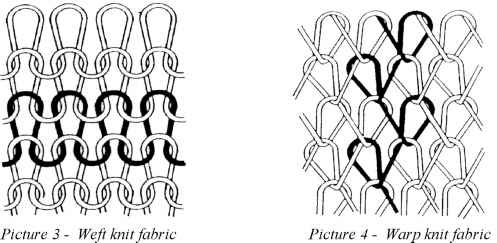 Picture 3 - Weft knit fabric
Picture 4 - Warp knit fabric